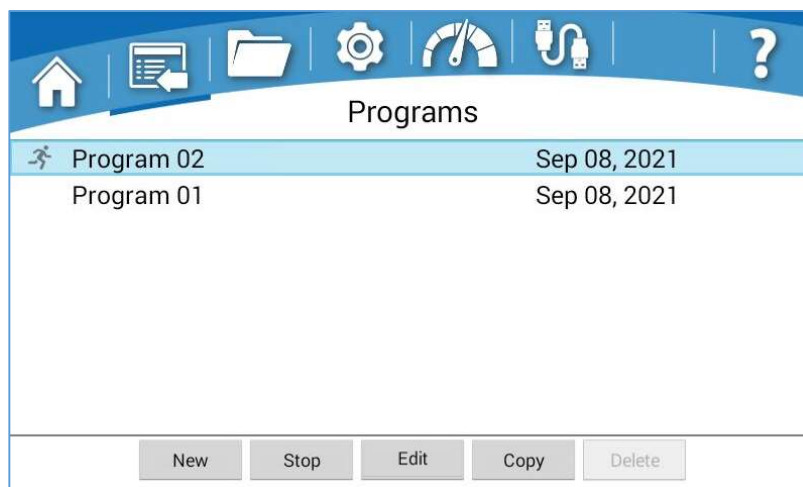 ?
Programs
Program 02 Sep 08, 2021
Program 01 Sep 08, 2021
New Stop Edit Copy Delete